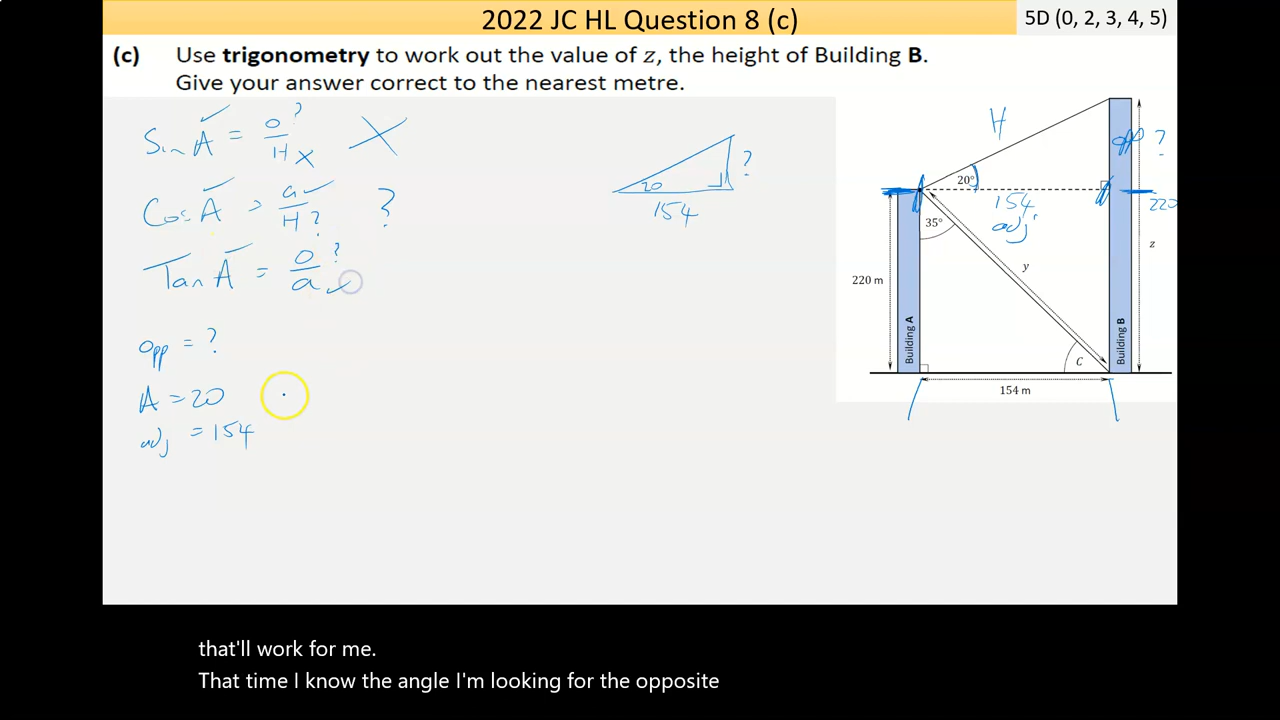 2022 JC HL Question 8 (c)
5D (0, 2, 3, 4, 5)
(c) Use trigonometry to work out the value of z, the height of Building B.
Give your answer correct to the nearest metre.
Sin A = O/H ? X X
Cos A = a/H ? ?
Tan A = O/a ?
opp = ?
A = 20
adj = 154
20
?
154
H
opp ?
20°
154
adj
220
35°
y
z
220 m
Building A
Building B
C
154 m
that'll work for me.
That time I know the angle I'm looking for the opposite